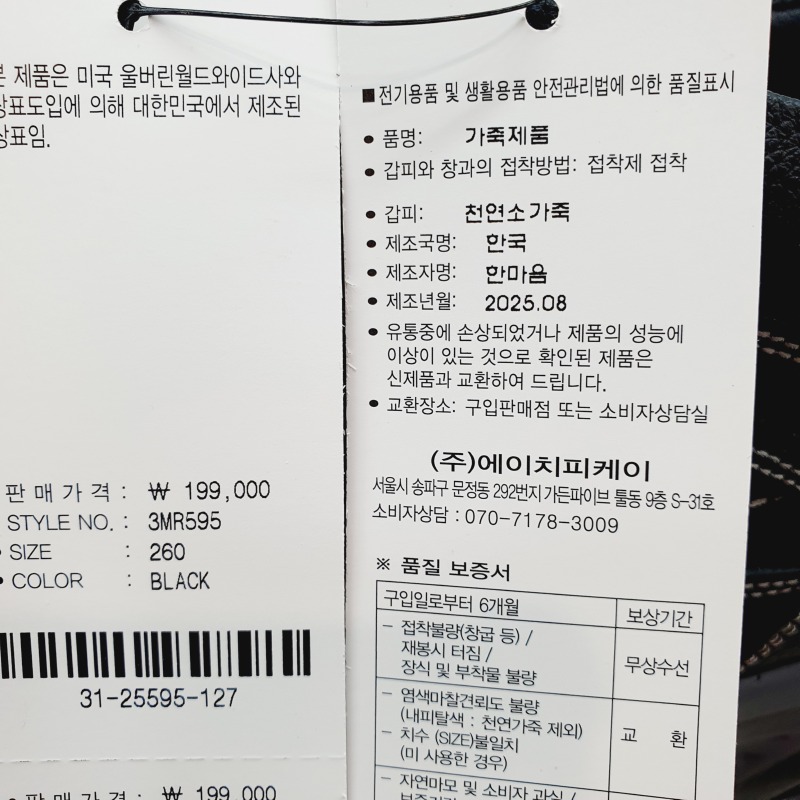 제품은 미국 울버린월드와이드사와
상표도입에 의해 대한민국에서 제조된
상표임.
판 매 가 격 : ₩ 199,000
STYLE NO. : 3MR595
• SIZE : 260
• COLOR : BLACK
31-25595-127
• 판 매 가 격 : ₩ 199,000
■ 전기용품 및 생활용품 안전관리법에 의한 품질표시
• 품명: 가죽제품
• 갑피와 창과의 접착방법: 접착제 접착
• 갑피: 천연소가죽
• 제조국명: 한국
• 제조자명: 한마음
• 제조년월: 2025.08
• 유통중에 손상되었거나 제품의 성능에
이상이 있는 것으로 확인된 제품은
신제품과 교환하여 드립니다.
• 교환장소: 구입판매점 또는 소비자상담실
(주)에이치피케이
서울시 송파구 문정동 292번지 가든파이브 툴동 9층 S-31호
소비자상담 : 070-7178-3009
※ 품질 보증서
구입일로부터 6개월 보상기간
- 접착불량(창굽 등) /
재봉시 터짐 /
장식 및 부착물 불량
무상수선
- 염색마찰견뢰도 불량
(내피탈색 : 천연가죽 제외)
- 치수 (SIZE)불일치
(미 사용한 경우)
교 환
- 자연마모 및 소비자 과실 /